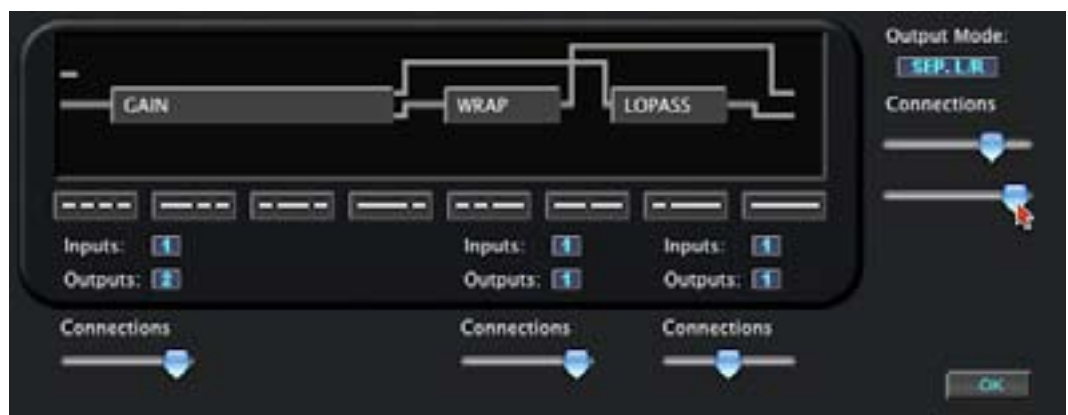 Output Mode:
SEP. L/R
Connections
GAIN
WRAP
LOPASS
Inputs: 1
Inputs: 1
Inputs: 1
Outputs: 2
Outputs: 1
Outputs: 1
Connections
Connections
Connections
OK